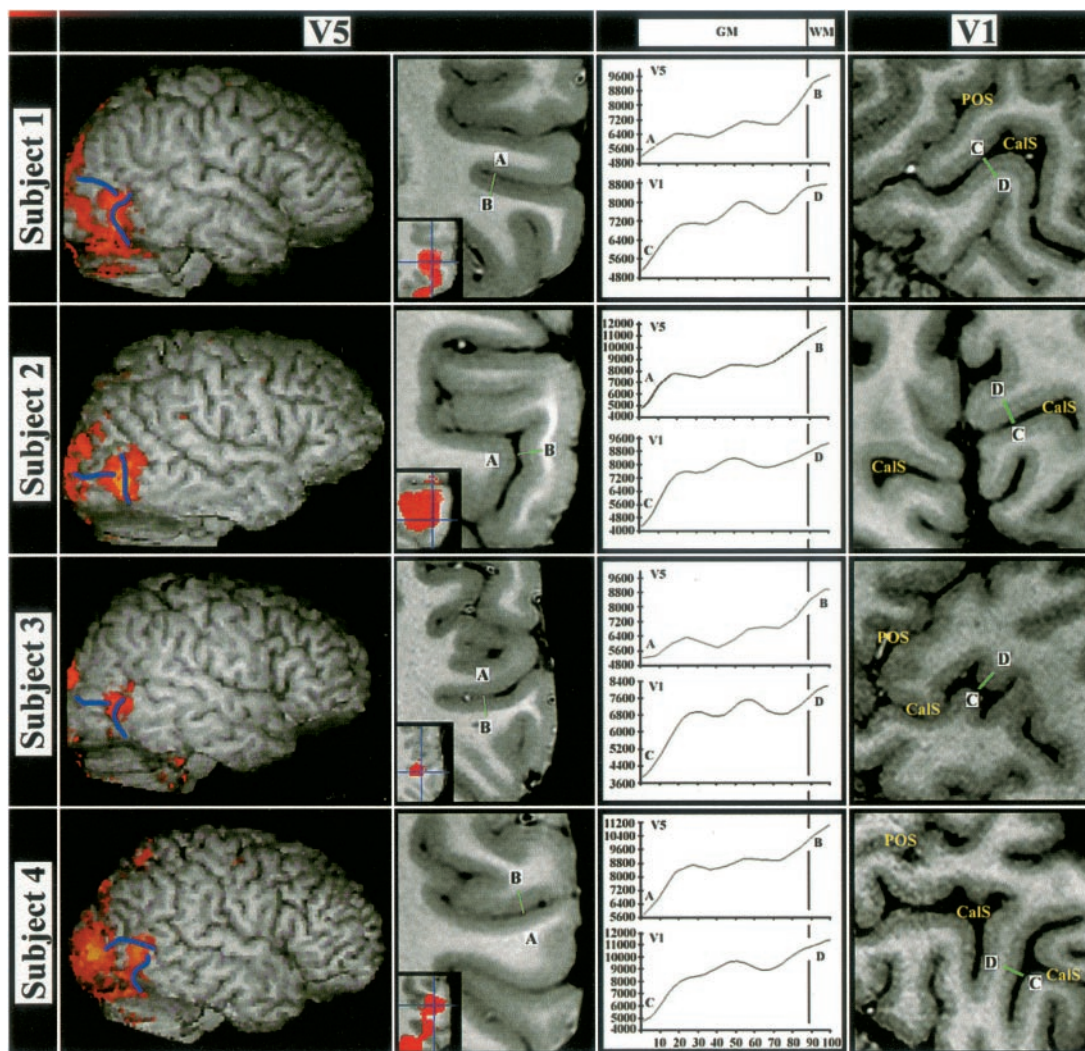 V5
GM
WM
V1
Subject 1
A
B
V5
9600
8800
8000
7200
6400
5600
4800
A
B
V1
8800
8000
7200
6400
5600
4800
C
D
POS
CalS
C
D
Subject 2
A
B
V5
12000
11000
10000
9000
8000
7000
6000
5000
4000
A
B
V1
9600
8800
8000
7200
6400
5600
4800
4000
C
D
D
C
CalS
CalS
Subject 3
A
B
V5
9600
8800
8000
7200
6400
5600
4800
A
B
V1
8400
7600
6800
6000
5200
4400
3600
C
D
POS
D
C
CalS
Subject 4
B
A
V5
11200
10400
9600
8800
8000
7200
6400
5600
A
B
V1
12000
11000
10000
9000
8000
7000
6000
5000
4000
C
D
10 20 30 40 50 60 70 80 90 100
POS
CalS
D
C
CalS